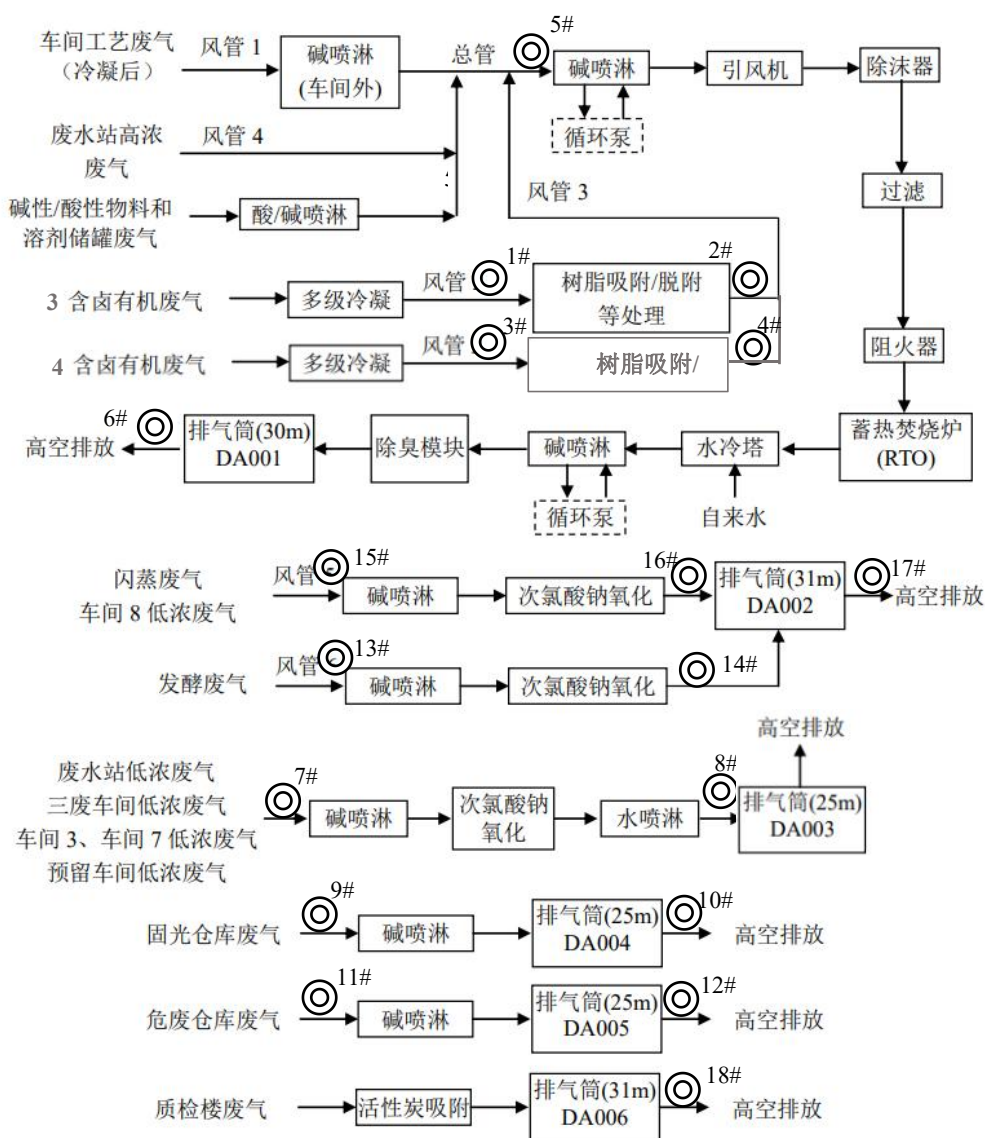 车间工艺废气
（冷凝后）
风管 1
碱喷淋
(车间外)
总管
5#
碱喷淋
引风机
除沫器
循环泵
废水站高浓
废气
风管 4
过滤
碱性/酸性物料和
溶剂储罐废气
酸/碱喷淋
风管 3
3 含卤有机废气
多级冷凝
风管
1#
树脂吸附/脱附
等处理
2#
4 含卤有机废气
多级冷凝
风管
3#
树脂吸附/
4#
阻火器
高空排放
6#
排气筒(30m)
DA001
除臭模块
碱喷淋
水冷塔
蓄热焚烧炉
(RTO)
循环泵
自来水
闪蒸废气
车间 8 低浓废气
风管
15#
碱喷淋
次氯酸钠氧化
16#
排气筒(31m)
DA002
17#
高空排放
发酵废气
风管
13#
碱喷淋
次氯酸钠氧化
14#
高空排放
废水站低浓废气
三废车间低浓废气
车间 3、车间 7 低浓废气
预留车间低浓废气
7#
碱喷淋
次氯酸钠
氧化
水喷淋
8#
排气筒(25m)
DA003
固光仓库废气
9#
碱喷淋
排气筒(25m)
DA004
10#
高空排放
危废仓库废气
11#
碱喷淋
排气筒(25m)
DA005
12#
高空排放
质检楼废气
活性炭吸附
排气筒(31m)
DA006
18#
高空排放